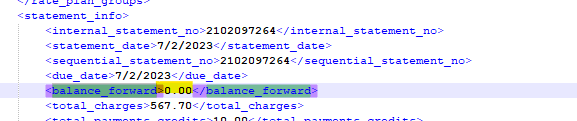 </rate_plan_groups>
<statement_info>
<internal_statement_no>2102097264</internal_statement_no>
<statement_date>7/2/2023</statement_date>
<sequential_statement_no>2102097264</sequential_statement_no>
<due_date>7/2/2023</due_date>
<balance_forward>0.00</balance_forward>
<total_charges>567.70</total_charges>
<total_payments_credits>10.00</total_payments_credits>